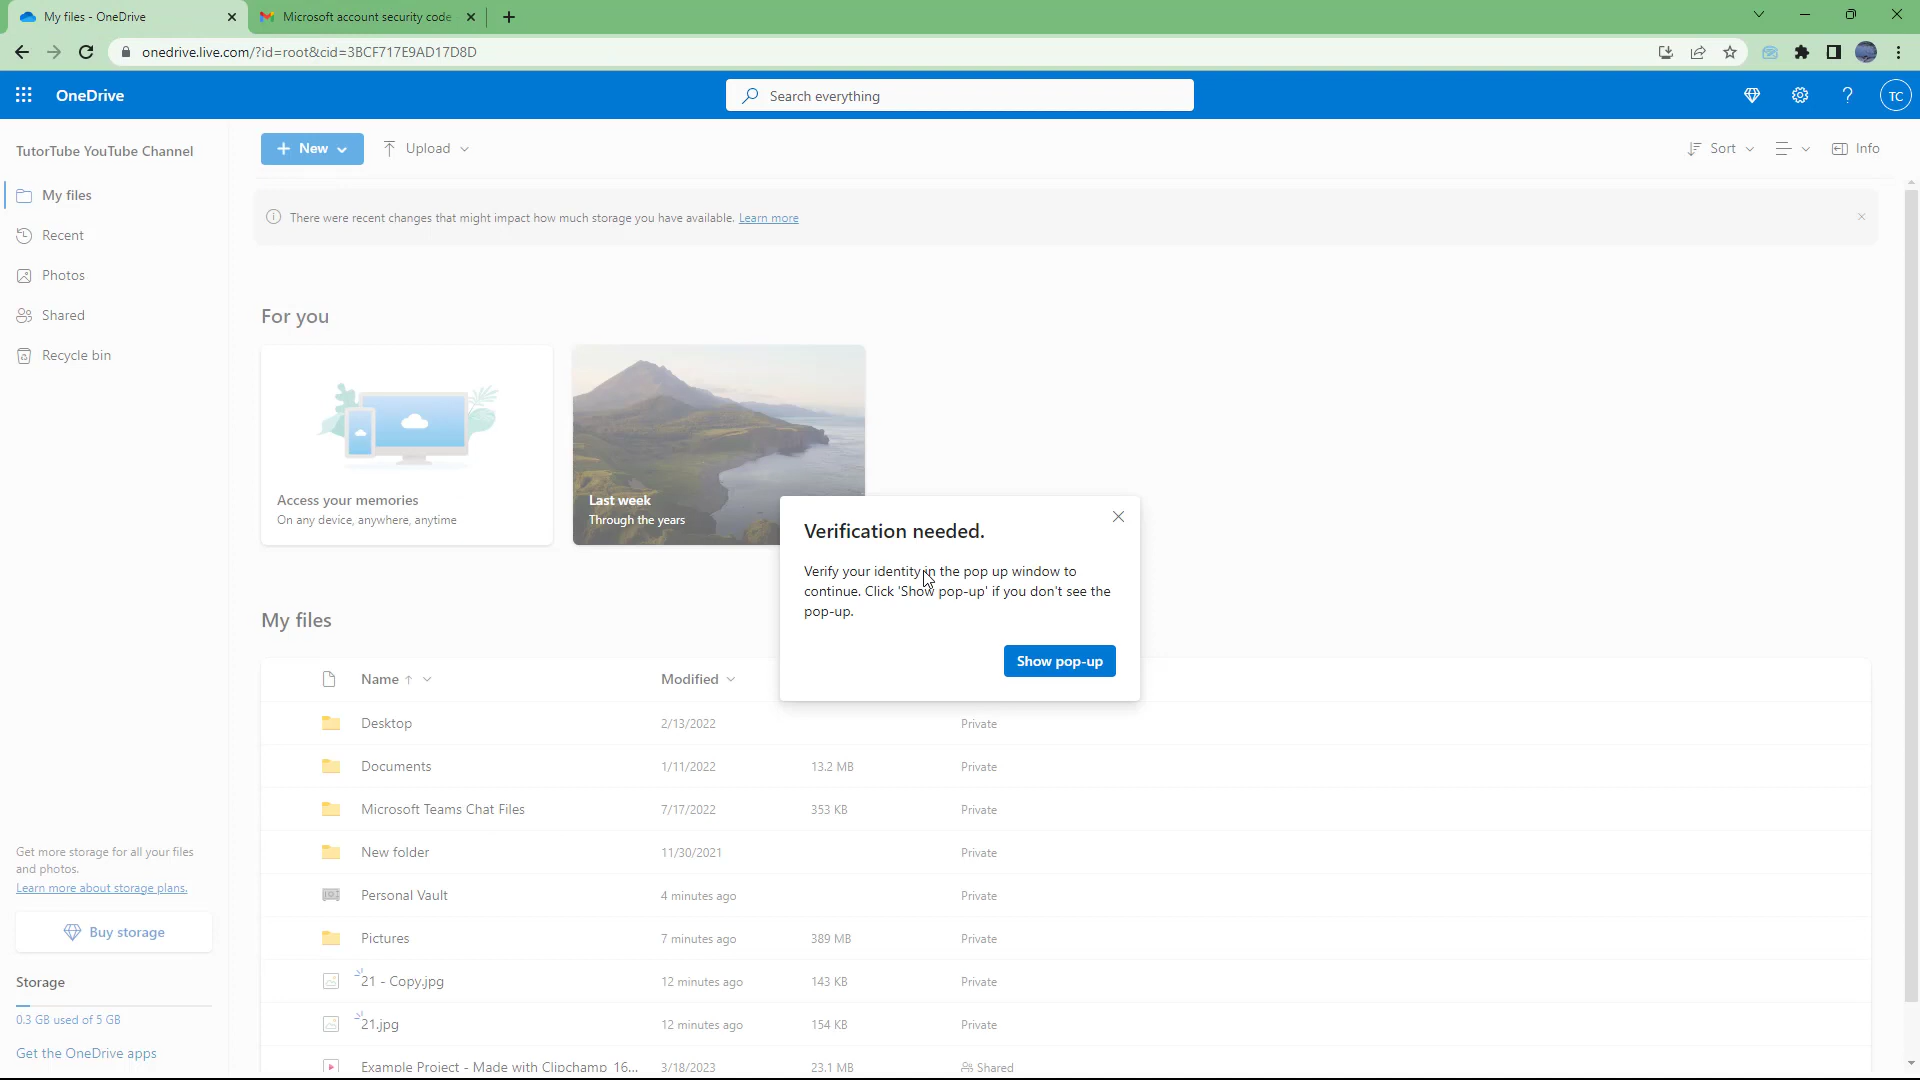 My files - OneDrive
Microsoft account security code
onedrive.live.com/?id=root&cid=3BCF717E9AD17D8D
OneDrive
Search everything
?
TC
TutorTube YouTube Channel
My files
Recent
Photos
Shared
Recycle bin
Get more storage for all your files
and photos.
Learn more about storage plans.
Buy storage
Storage
0.3 GB used of 5 GB
Get the OneDrive apps
New
Upload
Sort
Info
There were recent changes that might impact how much storage you have available. Learn more
For you
Access your memories
On any device, anywhere, anytime
Last week
Through the years
Verification needed.
Verify your identity in the pop up window to
continue. Click 'Show pop-up' if you don't see the
pop-up.
Show pop-up
My files
Name Modified
Desktop 2/13/2022 Private
Documents 1/11/2022 13.2 MB Private
Microsoft Teams Chat Files 7/17/2022 353 KB Private
New folder 11/30/2021 Private
Personal Vault 4 minutes ago Private
Pictures 7 minutes ago 389 MB Private
21 - Copy.jpg 12 minutes ago 143 KB Private
21.jpg 12 minutes ago 154 KB Private
Example Project - Made with Clipchamp_16... 3/18/2023 23.1 MB Shared